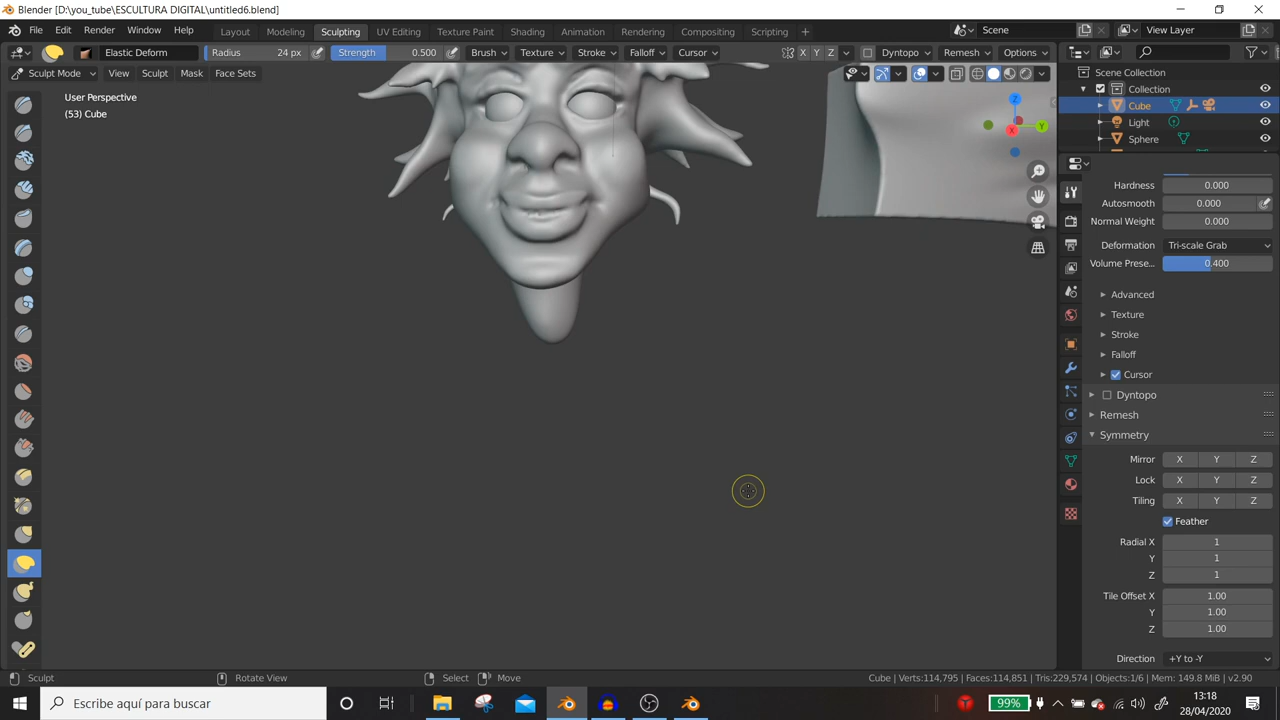 Blender [D:\you_tube\ESCULTURA DIGITAL\untitled6.blend]
File Edit Render Window Help Layout Modeling Sculpting UV Editing Texture Paint Shading Animation Rendering Compositing Scripting + Scene View Layer
Elastic Deform Radius 24 px Strength 0.500 Brush Texture Stroke Falloff Cursor X Y Z Dyntopo Remesh Options
Sculpt Mode View Sculpt Mask Face Sets
User Perspective
(53) Cube
Z
Y
X
Scene Collection
Collection
Cube
Light
Sphere
Hardness 0.000
Autosmooth 0.000
Normal Weight 0.000
Deformation Tri-scale Grab
Volume Prese... 0.400
Advanced
Texture
Stroke
Falloff
Cursor
Dyntopo
Remesh
Symmetry
Mirror X Y Z
Lock X Y Z
Tiling X Y Z
Feather
Radial X 1
Y 1
Z 1
Tile Offset X 1.00
Y 1.00
Z 1.00
Direction +Y to -Y
Sculpt Rotate View Select Move Cube | Verts:114,795 | Faces:114,851 | Tris:229,574 | Objects:1/6 | Mem: 149.8 MiB | v2.90
Escribe aquí para buscar 99% 13:18
28/04/2020